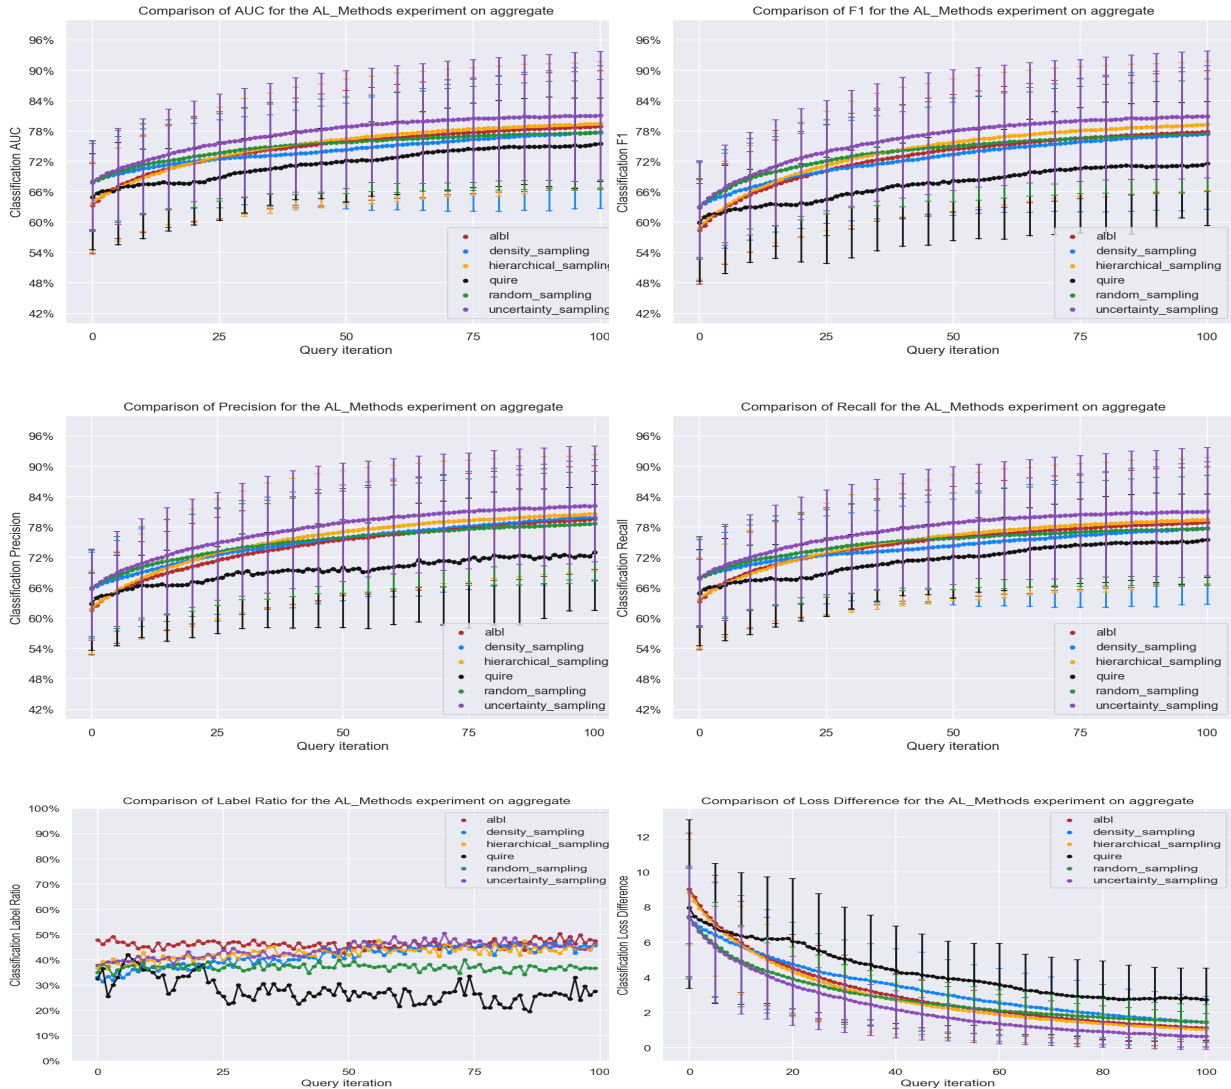 Comparison of AUC for the AL_Methods experiment on aggregate
96%
90%
84%
78%
72%
66%
60%
54%
48%
42%
Classification AUC
albl
density_sampling
hierarchical_sampling
quire
random_sampling
uncertainty_sampling
0 25 50 75 100
Query iteration
Comparison of F1 for the AL_Methods experiment on aggregate
96%
90%
84%
78%
72%
66%
60%
54%
48%
42%
Classification F1
albl
density_sampling
hierarchical_sampling
quire
random_sampling
uncertainty_sampling
0 25 50 75 100
Query iteration
Comparison of Precision for the AL_Methods experiment on aggregate
96%
90%
84%
78%
72%
66%
60%
54%
48%
42%
Classification Precision
albl
density_sampling
hierarchical_sampling
quire
random_sampling
uncertainty_sampling
0 25 50 75 100
Query iteration
Comparison of Recall for the AL_Methods experiment on aggregate
96%
90%
84%
78%
72%
66%
60%
54%
48%
42%
Classification Recall
albl
density_sampling
hierarchical_sampling
quire
random_sampling
uncertainty_sampling
0 25 50 75 100
Query iteration
Comparison of Label Ratio for the AL_Methods experiment on aggregate
100%
90%
80%
70%
60%
50%
40%
30%
20%
10%
0%
Classification Label Ratio
albl
density_sampling
hierarchical_sampling
quire
random_sampling
uncertainty_sampling
0 25 50 75 100
Query iteration
Comparison of Loss Difference for the AL_Methods experiment on aggregate
12
10
8
6
4
2
0
Classification Loss Difference
albl
density_sampling
hierarchical_sampling
quire
random_sampling
uncertainty_sampling
0 20 40 60 80 100
Query iteration